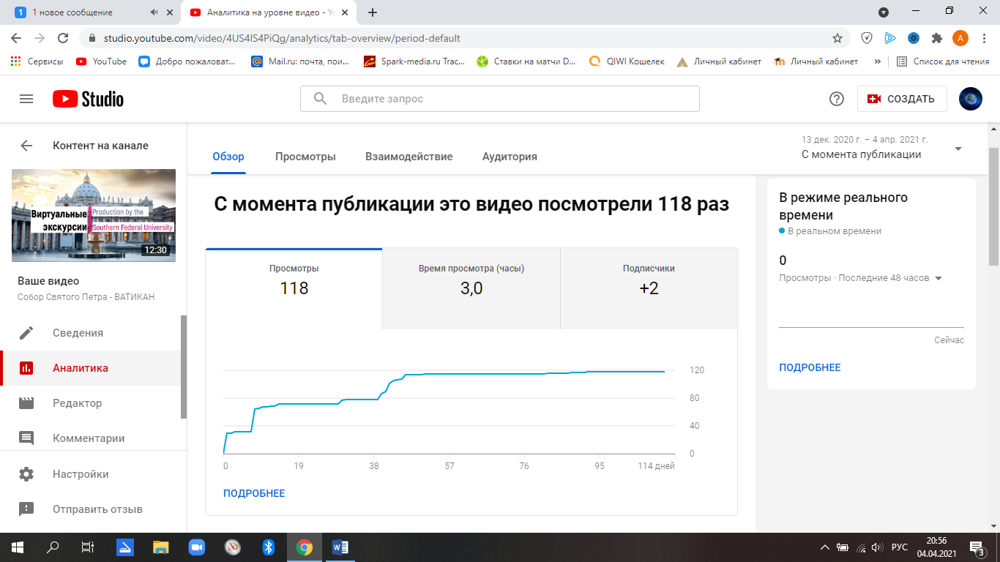 1
1 новое сообщение
Аналитика на уровне видео - Yo
studio.youtube.com/video/4US4lS4PiQg/analytics/tab-overview/period-default
А
Сервисы
YouTube
Добро пожаловат...
Mail.ru: почта, пои...
Spark-media.ru Trac...
Ставки на матчи D...
QIWI Кошелек
Личный кабинет
Личный кабинет
»
Список для чтения
Studio
Введите запрос
СОЗДАТЬ
Контент на канале
Виртуальные экскурсии
Production by the
Southern Federal University
12:30
Ваше видео
Собор Святого Петра - ВАТИКАН
Сведения
Аналитика
Редактор
Комментарии
Настройки
Отправить отзыв
Обзор
Просмотры
Взаимодействие
Аудитория
13 дек. 2020 г. – 4 апр. 2021 г.
С момента публикации
С момента публикации это видео посмотрели 118 раз
Просмотры
118
Время просмотра (часы)
3,0
Подписчики
+2
120
80
40
0
0 19 38 57 76 95 114 дней
ПОДРОБНЕЕ
В режиме реального
времени
В реальном времени
0
Просмотры · Последние 48 часов
Сейчас
ПОДРОБНЕЕ
РУС
20:56
04.04.2021
3